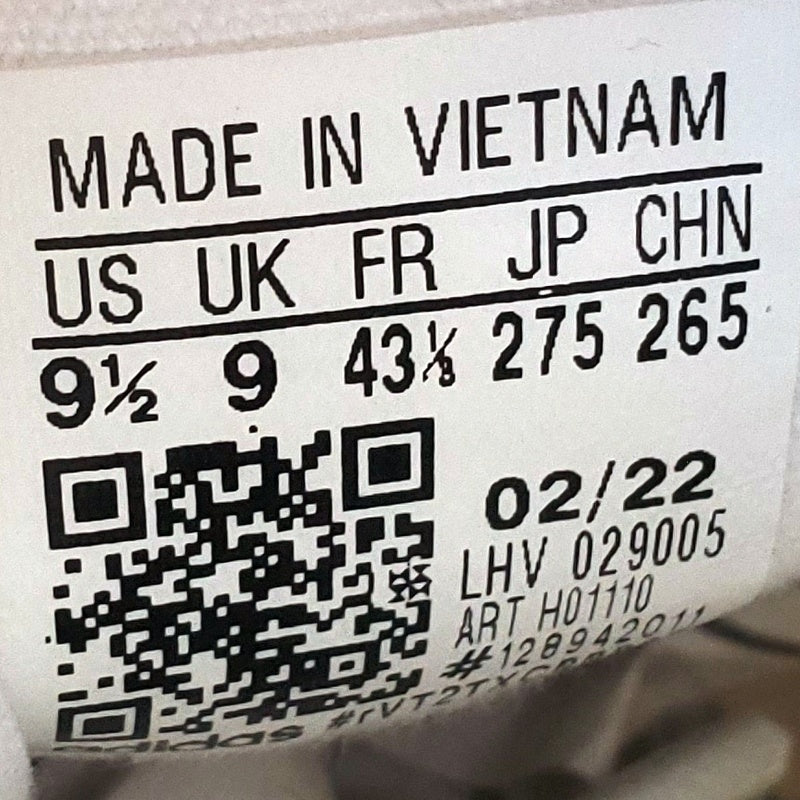 MADE IN VIETNAM
US UK FR JP CHN
9½ 9 43⅓ 275 265
02/22
LHV 029005
ART H01110
#128942011
adidas